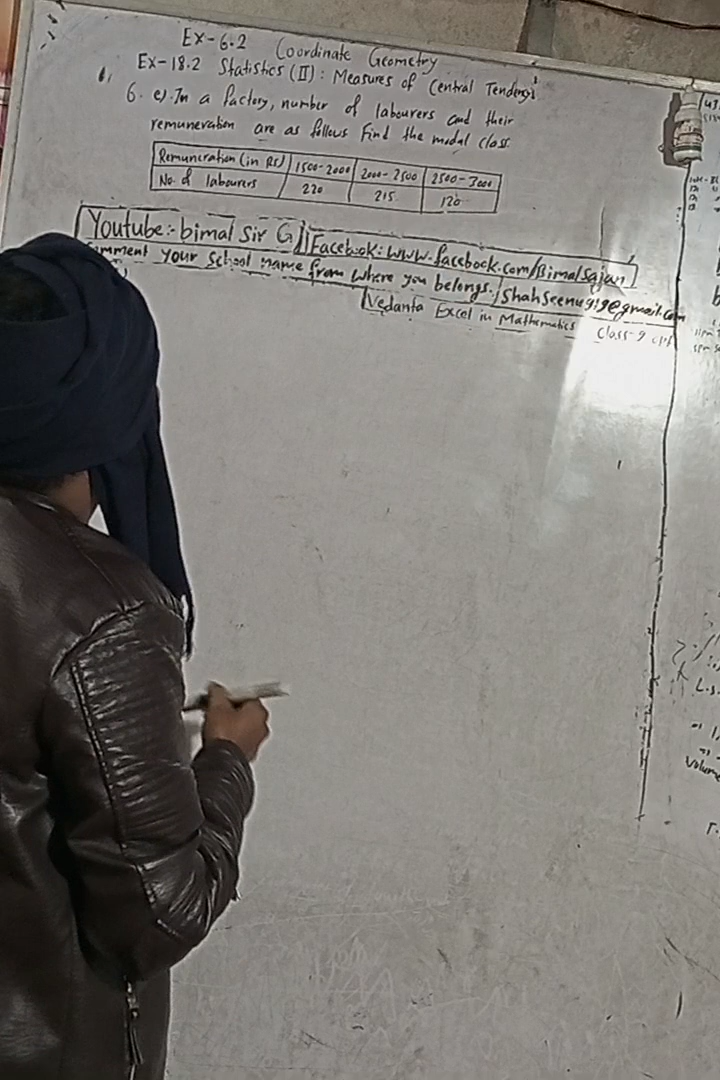 Ex-6.2 Coordinate Geometry
Ex-18.2 Statistics (II): Measures of Central Tendency
6. e) In a factory, number of labourers and their
remuneration are as follows Find the modal class.
Remuneration (in Rs) 1500-2000 2000-2500 2500-3000
No. of labourers 220 215 120
Youtube:- bimal Sir G Facebook: www.facebook.com/BimalSajan
comment your School name from where you belongs.
Vedanta Excel in Mathematics Class-9
Volume